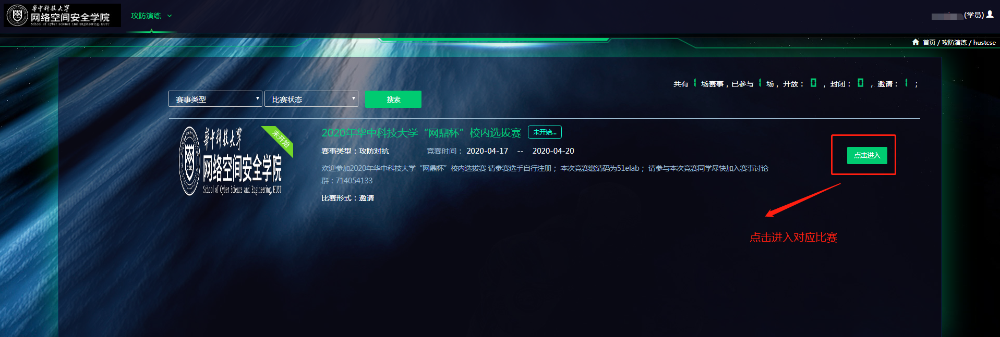 華中科技大学
网络空间安全学院
School of Cyber Science and Engineering, HUST
攻防演练
(学员)
首页 / 攻防演练 / hustcse
共有 1 场赛事，已参与 1 场，开放： 0 ，封闭： 0 ，邀请： 1 ；
赛事类型 比赛状态 搜索
華中科技大学
网络空间安全学院
School of Cyber Science and Engineering, HUST
CSE
未开始
2020年华中科技大学“网鼎杯”校内选拔赛 未开始...
赛事类型：攻防对抗 竞赛时间： 2020-04-17 -- 2020-04-20
点击进入
欢迎参加2020年华中科技大学“网鼎杯”校内选拔赛 请参赛选手自行注册； 本次竞赛邀请码为51elab； 请参与本次竞赛同学尽快加入赛事讨论
群：714054133
比赛形式：邀请
点击进入对应比赛